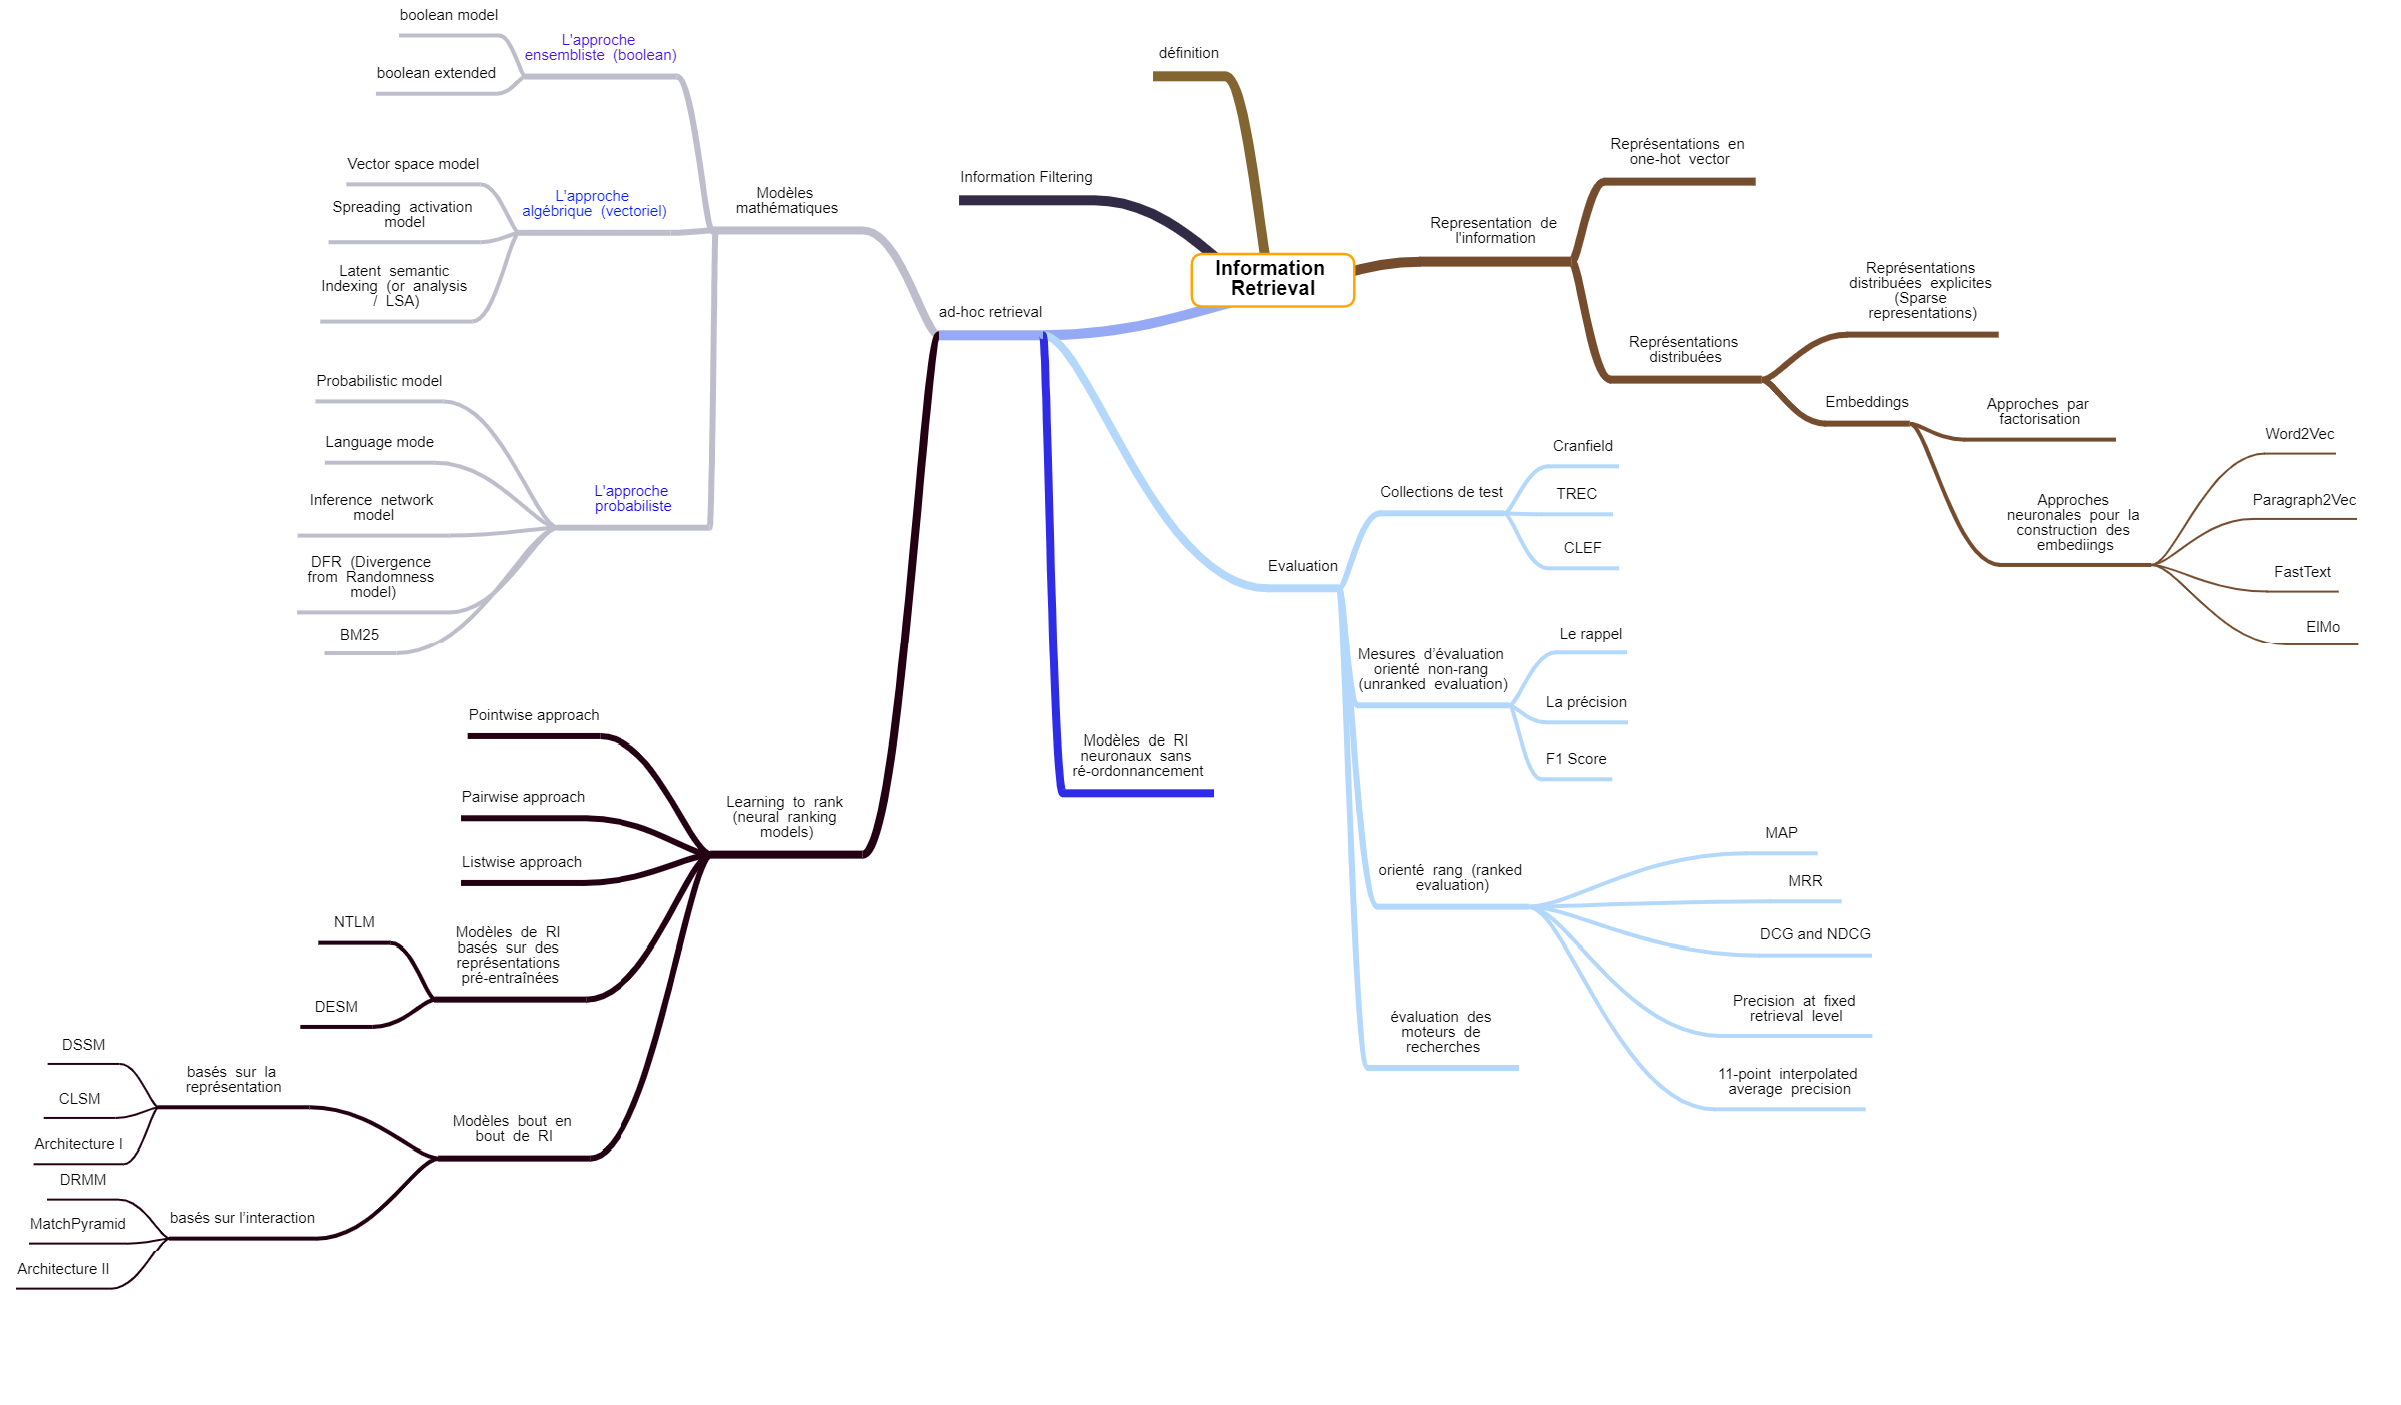 Information
Retrieval
définition
Information Filtering
ad-hoc retrieval
Modèles
mathématiques
L'approche
ensembliste (boolean)
boolean model
boolean extended
L'approche
algébrique (vectoriel)
Vector space model
Spreading activation
model
Latent semantic
Indexing (or analysis
/ LSA)
L'approche
probabiliste
Probabilistic model
Language mode
Inference network
model
DFR (Divergence
from Randomness
model)
BM25
Learning to rank
(neural ranking
models)
Pointwise approach
Pairwise approach
Listwise approach
Modèles de RI
basés sur des
représentations
pré-entraînées
NTLM
DESM
Modèles bout en
bout de RI
basés sur la
représentation
DSSM
CLSM
Architecture I
basés sur l’interaction
DRMM
MatchPyramid
Architecture II
Modèles de RI
neuronaux sans
ré-ordonnancement
Evaluation
Collections de test
Cranfield
TREC
CLEF
Mesures d’évaluation
orienté non-rang
(unranked evaluation)
Le rappel
La précision
F1 Score
orienté rang (ranked
evaluation)
MAP
MRR
DCG and NDCG
Precision at fixed
retrieval level
11-point interpolated
average precision
évaluation des
moteurs de
recherches
Representation de
l'information
Représentations en
one-hot vector
Représentations
distribuées
Représentations
distribuées explicites
(Sparse
representations)
Embeddings
Approches par
factorisation
Approches
neuronales pour la
construction des
embediings
Word2Vec
Paragraph2Vec
FastText
ElMo